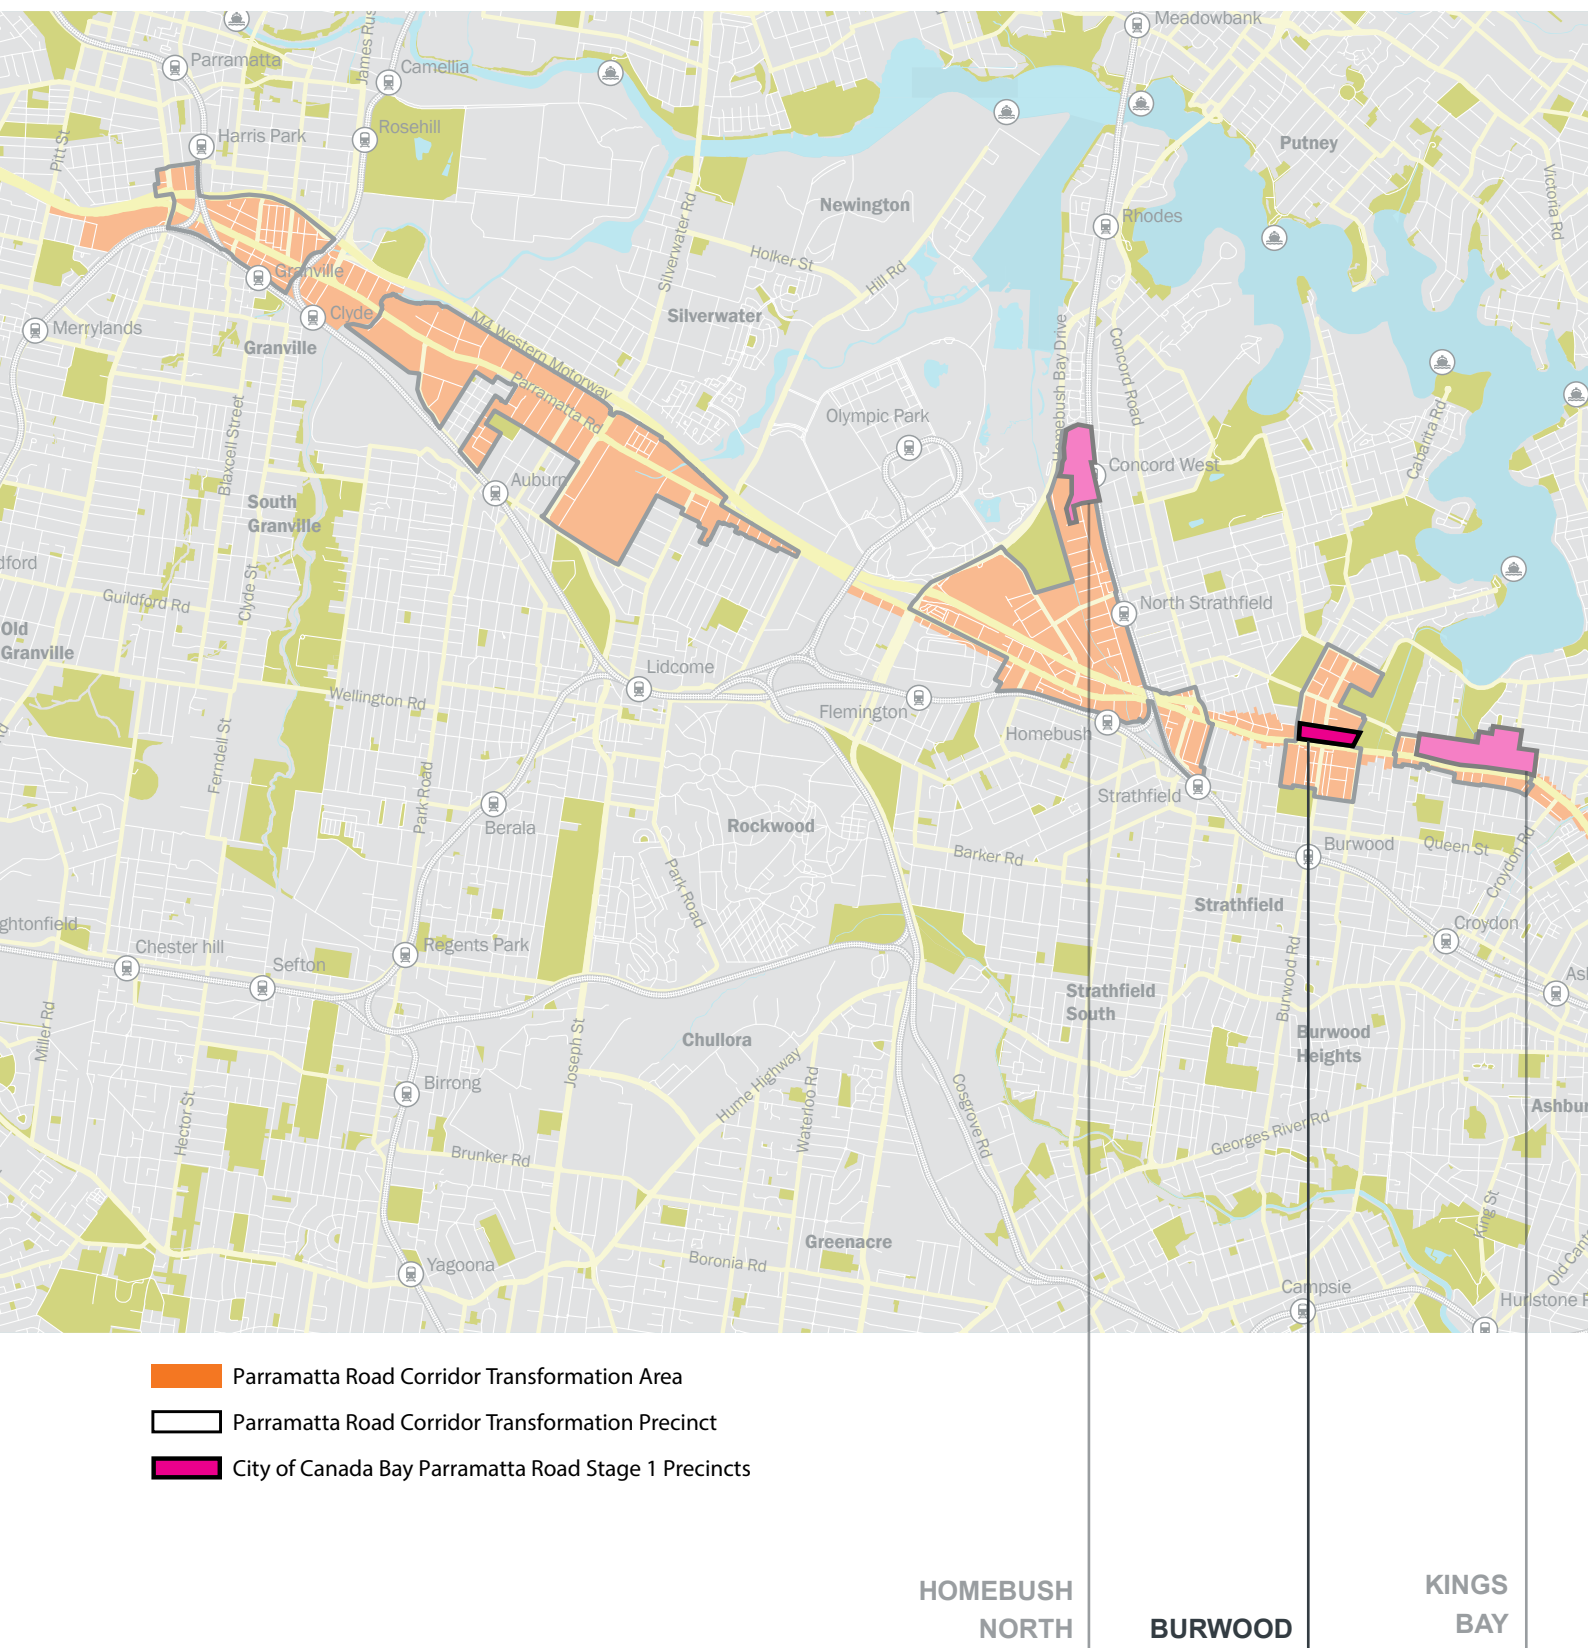 Meadowbank
Parramatta
Camellia
James Rus
Rosehill
Harris Park
Pitt St
Putney
Victoria Rd
Newington
Rhodes
Silverwater Rd
Holker St
Hill Rd
Granville
Clyde
Merrylands
Granville
M4 Western Motorway
Silverwater
Homebush Bay Drive
Concord Road
Parramatta Rd
Blaxcell Street
Olympic Park
Cabarita Rd
Concord West
Auburn
South
Granville
dford
Clyde St
Guildford Rd
North Strathfield
Old
Granville
Lidcome
Wellington Rd
Flemington
Homebush
Ferndell St
Park Road
Strathfield
Berala
Rockwood
Barker Rd
Burwood
Queen St
Croydon Rd
Park Road
Strathfield
Croydon
ghtonfield
Chester hill
Regents Park
Sefton
Burwood Rd
Ash
Strathfield
South
Miller Rd
Joseph St
Chullora
Burwood
Heights
Hume Highway
Waterloo Rd
Cosgrove Rd
Birrong
Hector St
Ashbur
Georges River Rd
Brunker Rd
King St
Greenacre
Boronia Rd
Yagoona
Old Cant
Campsie
Hurlstone P
Parramatta Road Corridor Transformation Area
Parramatta Road Corridor Transformation Precinct
City of Canada Bay Parramatta Road Stage 1 Precincts
HOMEBUSH
NORTH
BURWOOD
KINGS
BAY